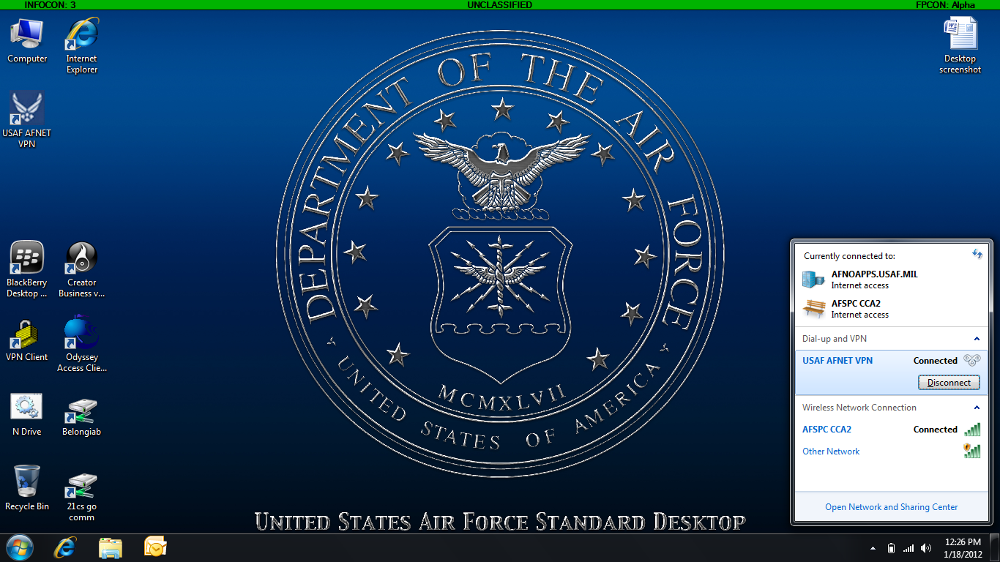 INFOCON: 3 UNCLASSIFIED FPCON: Alpha
Computer
Internet
Explorer
Desktop
screenshot
USAF AFNET
VPN
BlackBerry
Desktop ...
Creator
Business v...
VPN Client
Odyssey
Access Clie...
N Drive
Belongiab
Recycle Bin
21cs go
comm
DEPARTMENT OF THE AIR FORCE
MCMXLVII
UNITED STATES OF AMERICA
UNITED STATES AIR FORCE STANDARD DESKTOP
Currently connected to:
AFNOAPPS.USAF.MIL
Internet access
AFSPC CCA2
Internet access
Dial-up and VPN
USAF AFNET VPN Connected
Disconnect
Wireless Network Connection
AFSPC CCA2 Connected
Other Network
Open Network and Sharing Center
12:26 PM
1/18/2012